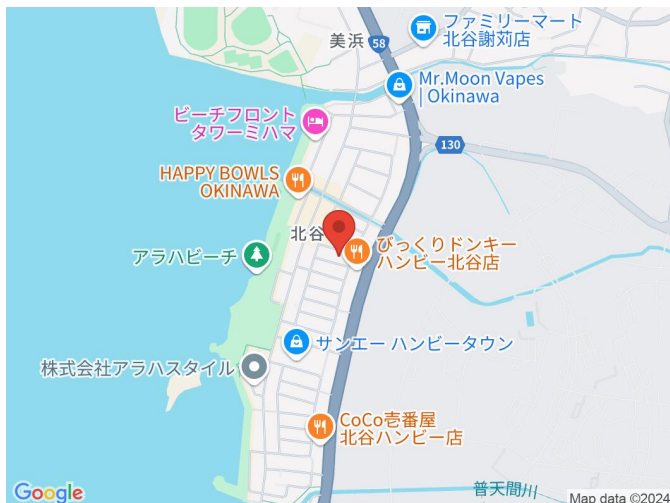 ファミリーマート
北谷謝苅店
美浜
58
Mr.Moon Vapes
| Okinawa
ビーチフロント
タワーミハマ
130
HAPPY BOWLS
OKINAWA
北谷
びっくりドンキー
ハンビー北谷店
アラハビーチ
サンエー ハンビータウン
株式会社アラハスタイル
CoCo壱番屋
北谷ハンビー店
普天間川
Google
Map data ©2024